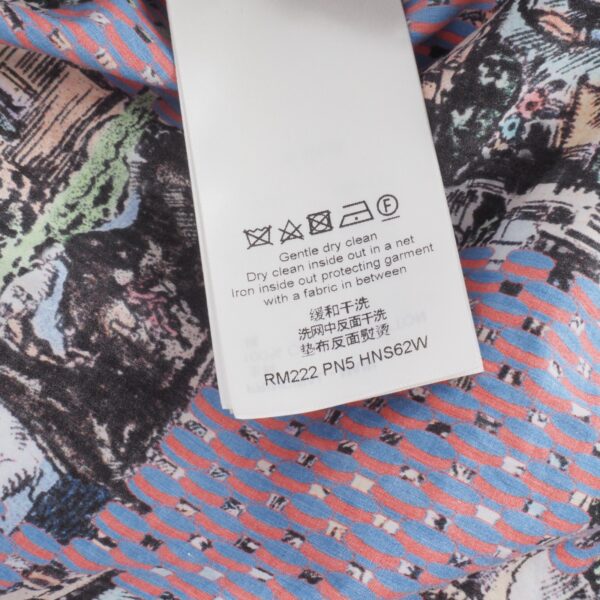 F
Gentle dry clean
Dry clean inside out in a net
Iron inside out protecting garment
with a fabric in between
缓和干洗
洗网中反面干洗
垫布反面熨烫
RM222 PN5 HNS62W